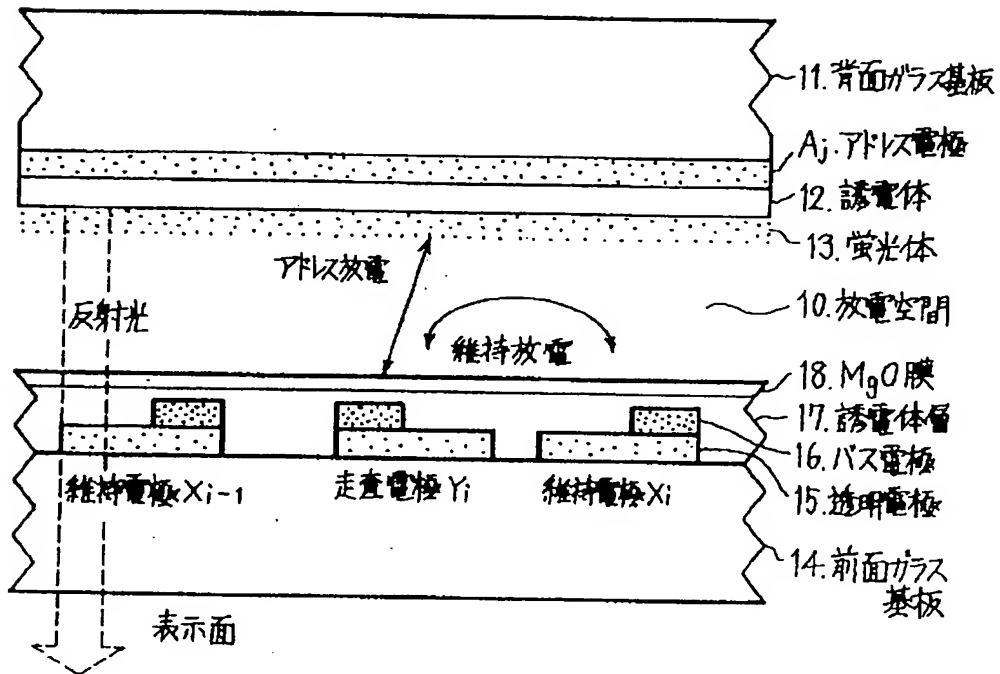 11.背面ガラス基板
Aj.アドレス電極
12.誘電体
13.蛍光体
アドレス放電
反射光
10.放電空間
維持放電
18.MgO膜
17.誘電体層
16.バス電極
維持電極Xi-1
走査電極Yi
維持電極Xi
15.透明電極
14.前面ガラス
基板
表示面